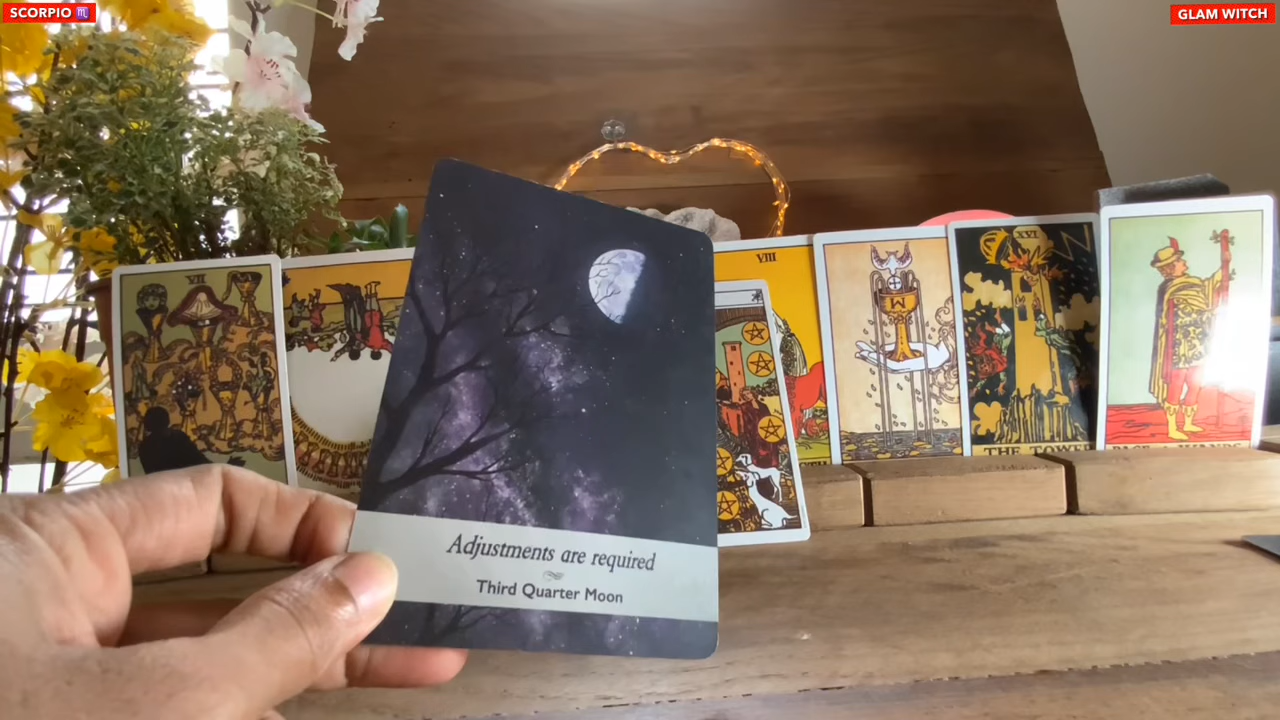 SCORPIO ♏
GLAM WITCH
VII
VIII
XVI
THE TOWER
Adjustments are required
Third Quarter Moon